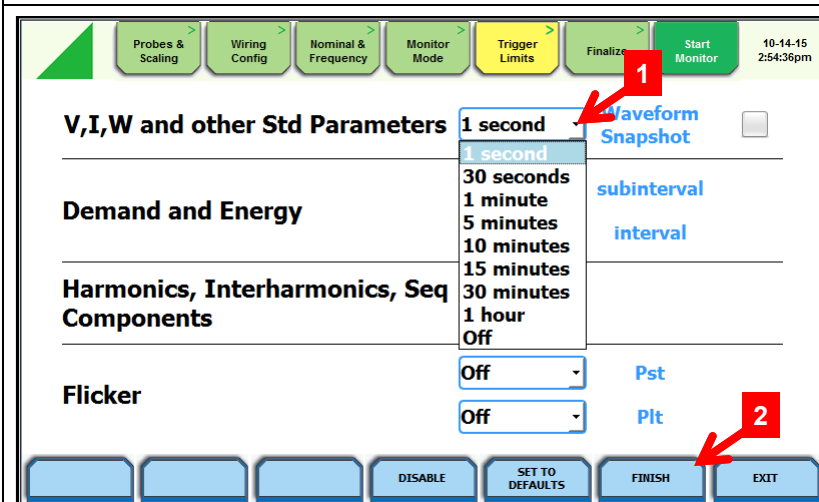 Probes & Scaling
Wiring Config
Nominal & Frequency
Monitor Mode
Trigger Limits
Finalize
Start Monitor
10-14-15
2:54:36pm
1
V,I,W and other Std Parameters
1 second
Waveform Snapshot
1 second
30 seconds
1 minute
5 minutes
10 minutes
15 minutes
30 minutes
1 hour
Off
Demand and Energy
subinterval
interval
Harmonics, Interharmonics, Seq
Components
Flicker
Off
Pst
Off
Plt
2
DISABLE
SET TO DEFAULTS
FINISH
EXIT